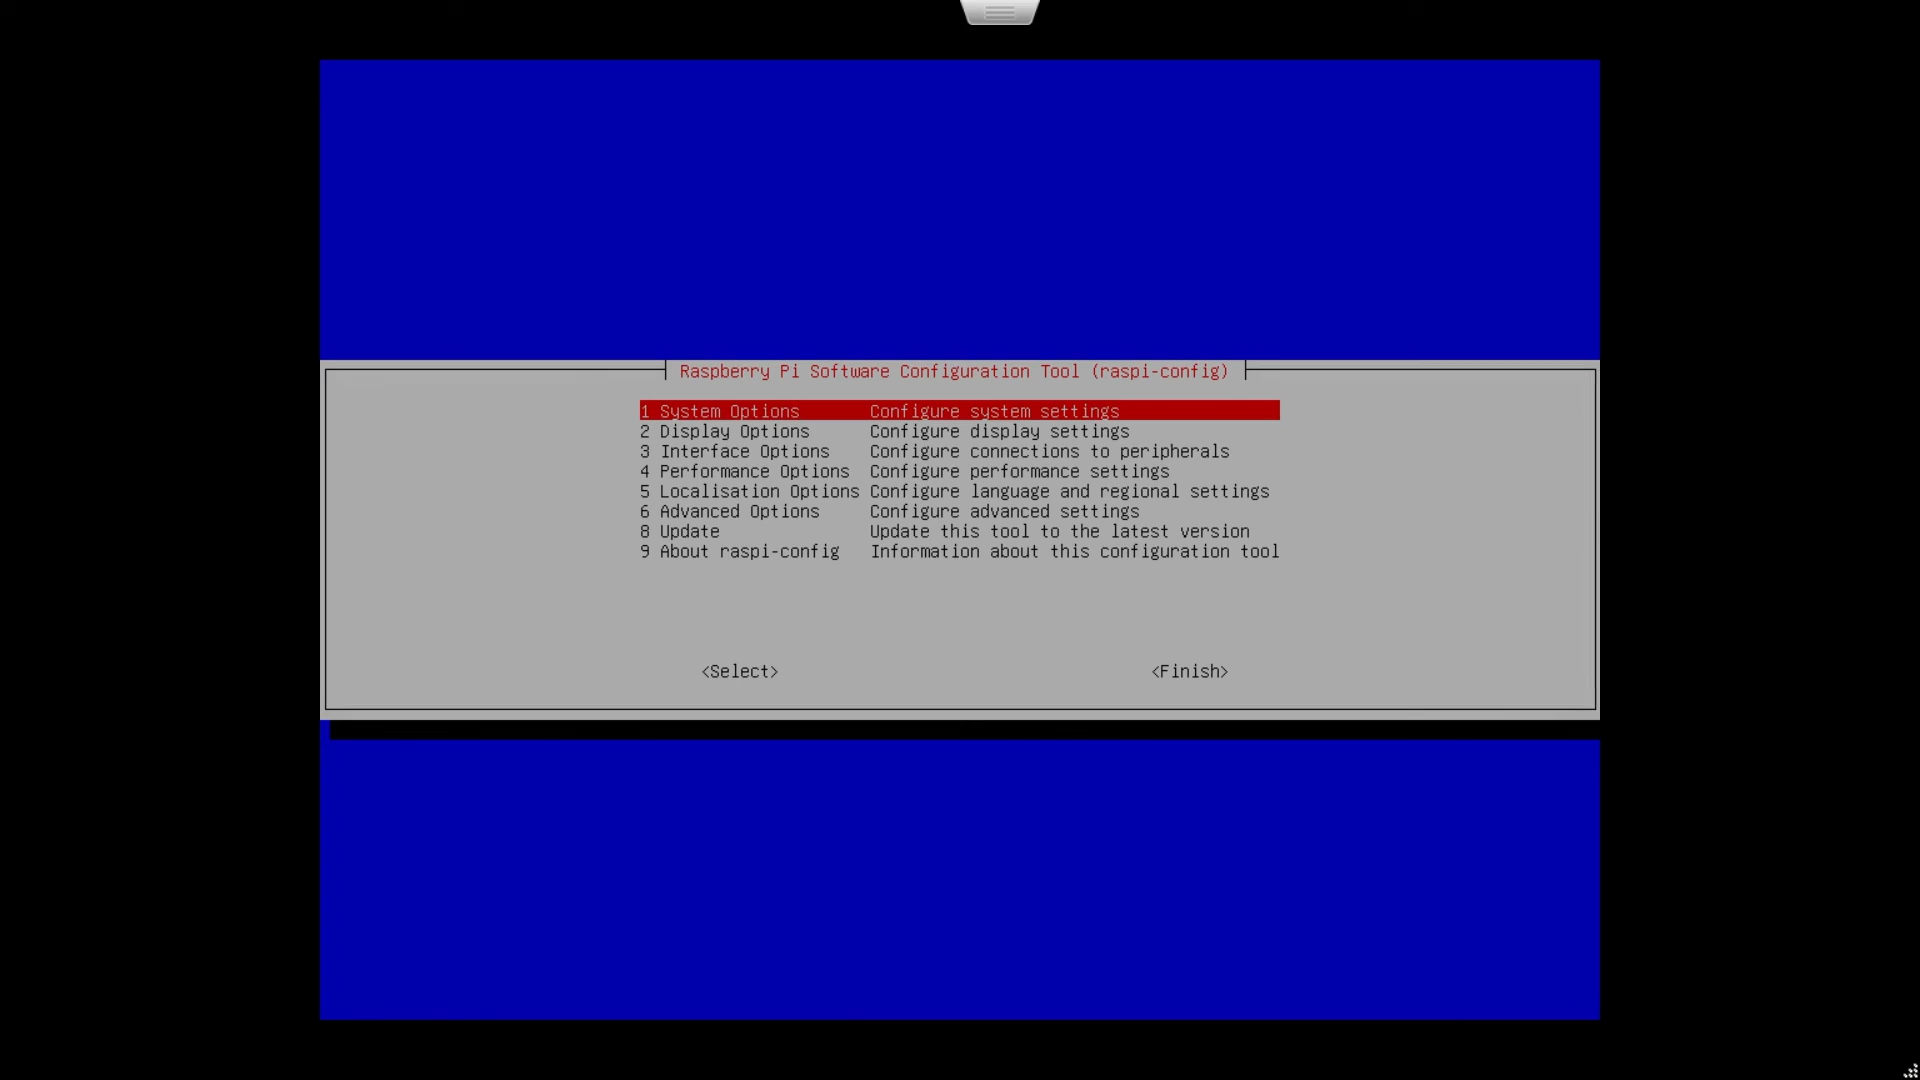 Raspberry Pi Software Configuration Tool (raspi-config)
1 System Options Configure system settings
2 Display Options Configure display settings
3 Interface Options Configure connections to peripherals
4 Performance Options Configure performance settings
5 Localisation Options Configure language and regional settings
6 Advanced Options Configure advanced settings
8 Update Update this tool to the latest version
9 About raspi-config Information about this configuration tool
<Select> <Finish>